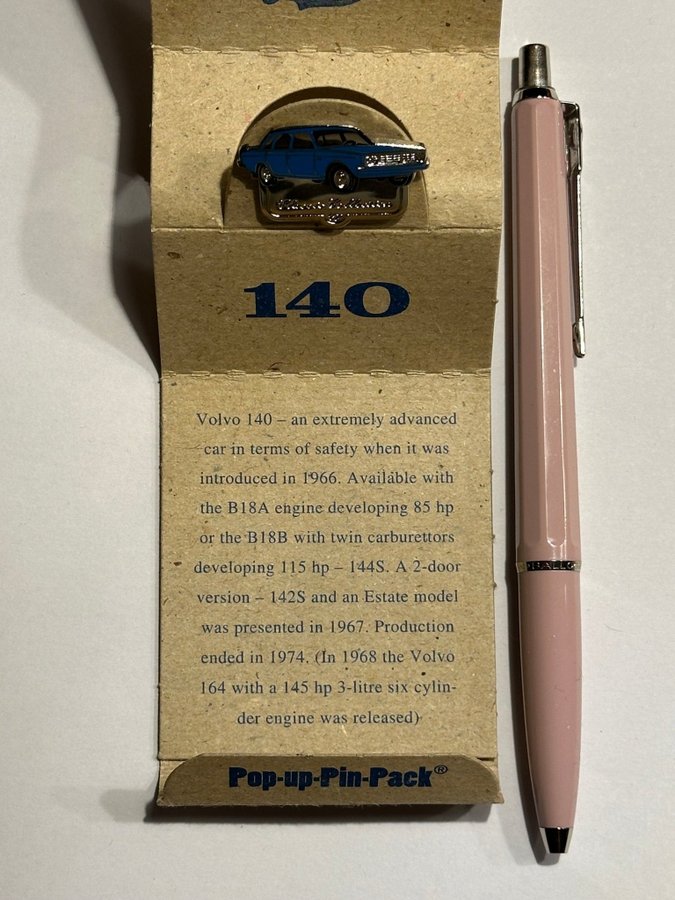 140
Volvo 140 – an extremely advanced
car in terms of safety when it was
introduced in 1966. Available with
the B18A engine developing 85 hp
or the B18B with twin carburettors
developing 115 hp – 144S. A 2-door
version – 142S and an Estate model
was presented in 1967. Production
ended in 1974. (In 1968 the Volvo
164 with a 145 hp 3-litre six cylin-
der engine was released)
Pop-up-Pin-Pack®